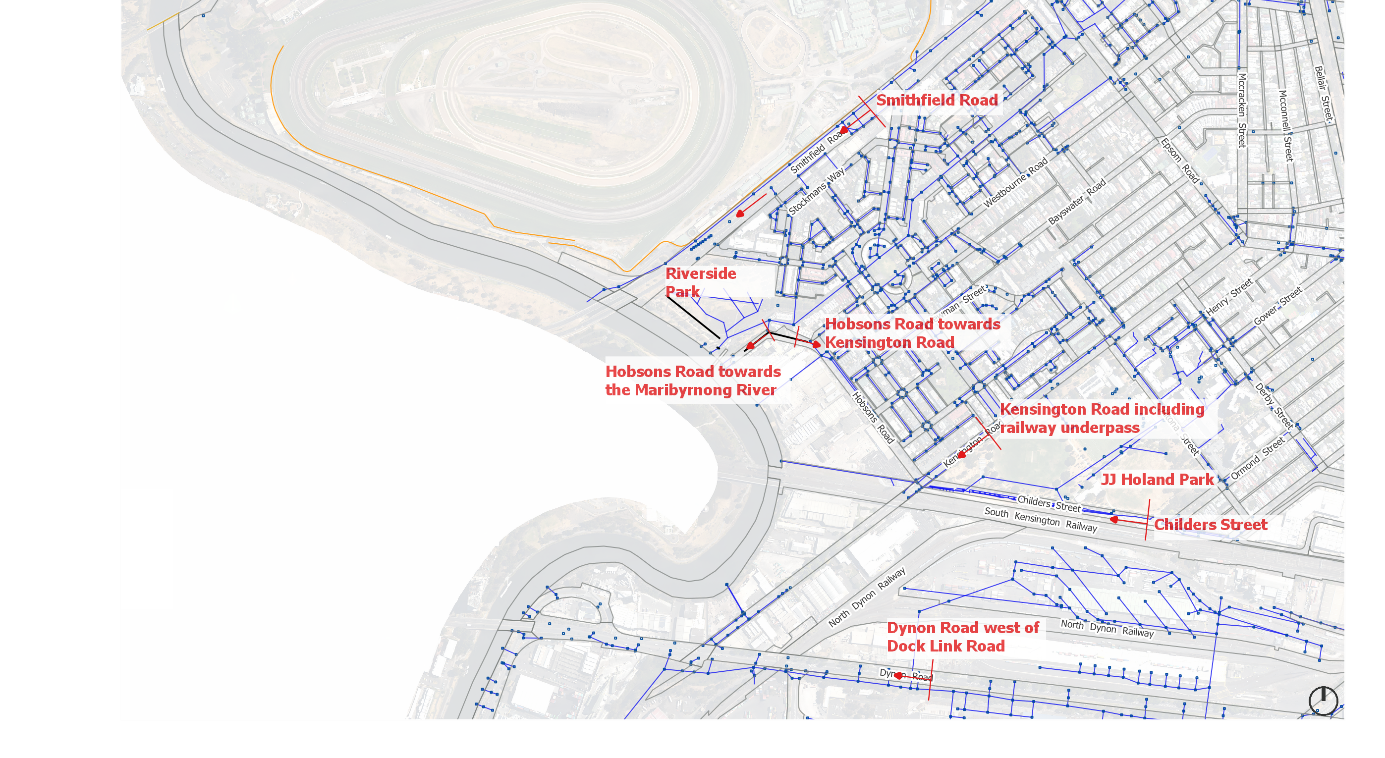 Smithfield Road
Smithfield
Stockmans Way
Westbourne Road
Bayswater Road
Epsom Road
Mccracken Street
Mcconnell Street
Bellair Street
Riverside
Park
Hobsons Road towards
Kensington Road
Hobsons Road towards
the Maribyrnong River
Henry Street
Gower Street
Hobsons Road
Derby Street
Ormond Street
Street
Kensington Road including
railway underpass
Kensington Road
JJ Holand Park
Childers Street
Childers Street
South Kensington Railway
North Dynon Railway
North Dynon Railway
Dynon Road west of
Dock Link Road
Dynon Road